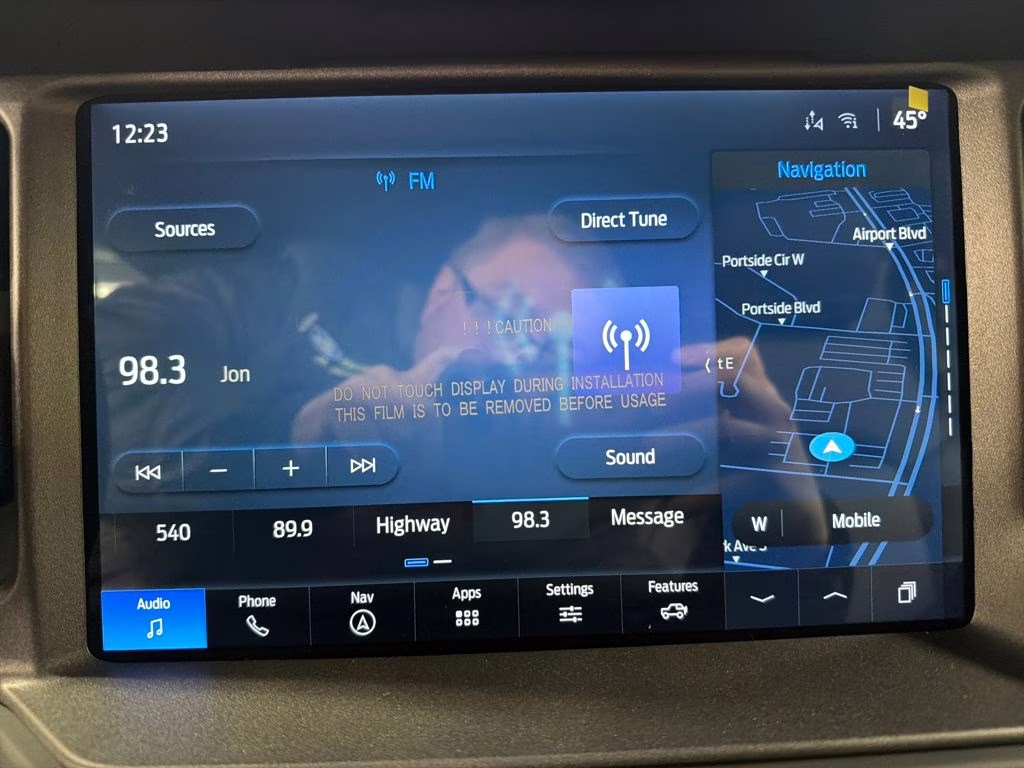 12:23
45°
FM
Navigation
Sources
Direct Tune
Airport Blvd
Portside Cir W
Portside Blvd
! ! ! CAUTION
98.3
Jon
t E
DO NOT TOUCH DISPLAY DURING INSTALLATION
THIS FILM IS TO BE REMOVED BEFORE USAGE
Sound
540
89.9
Highway
98.3
Message
W
Mobile
Audio
Phone
Nav
Apps
Settings
Features